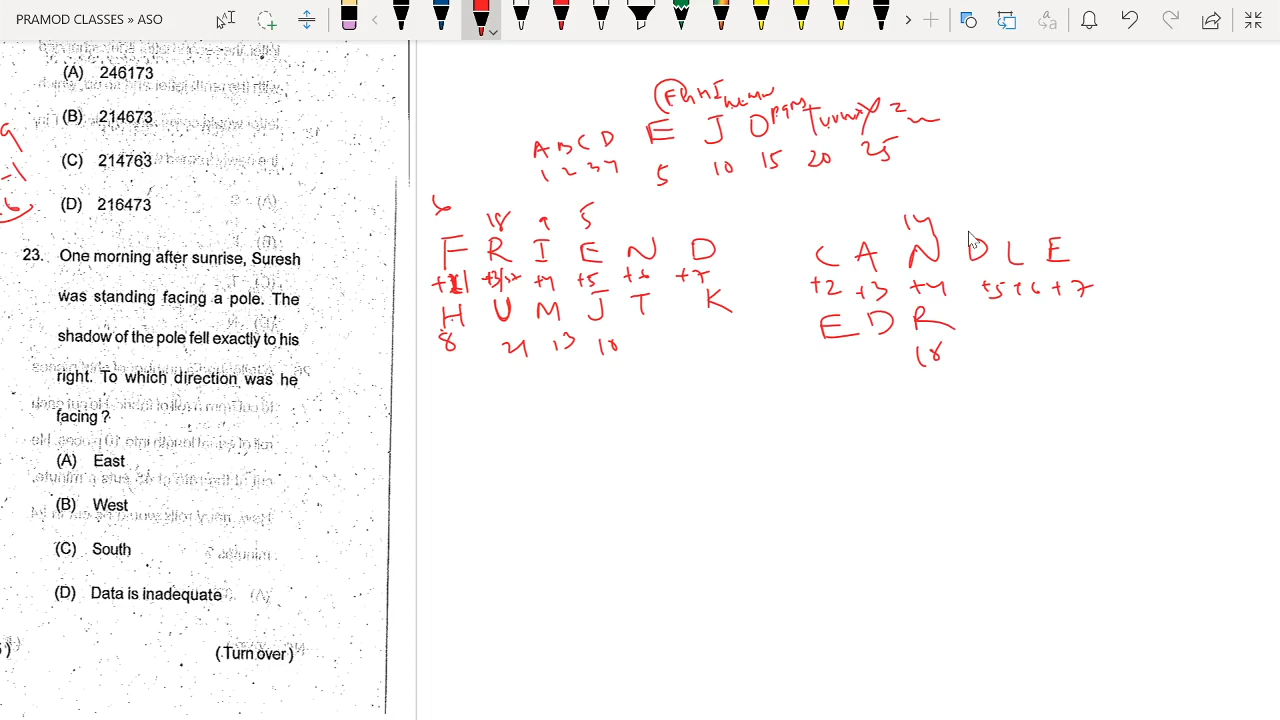 PRAMOD CLASSES » ASO
(A) 246173
(B) 214673
(C) 214763
(D) 216473
23. One morning after sunrise, Suresh
was standing facing a pole. The
shadow of the pole fell exactly to his
right. To which direction was he
facing ?
(A) East
(B) West
(C) South
(D) Data is inadequate
(Turn over)
A B C D E J O T
1 2 3 4 5 10 15 20 25
18 9 5
F R I E N D
+4 +5 +6 +7
H U M J T K
8 21 13 10
14
C A N D L E
+2 +3 +4 +5 +6 +7
E D R
18